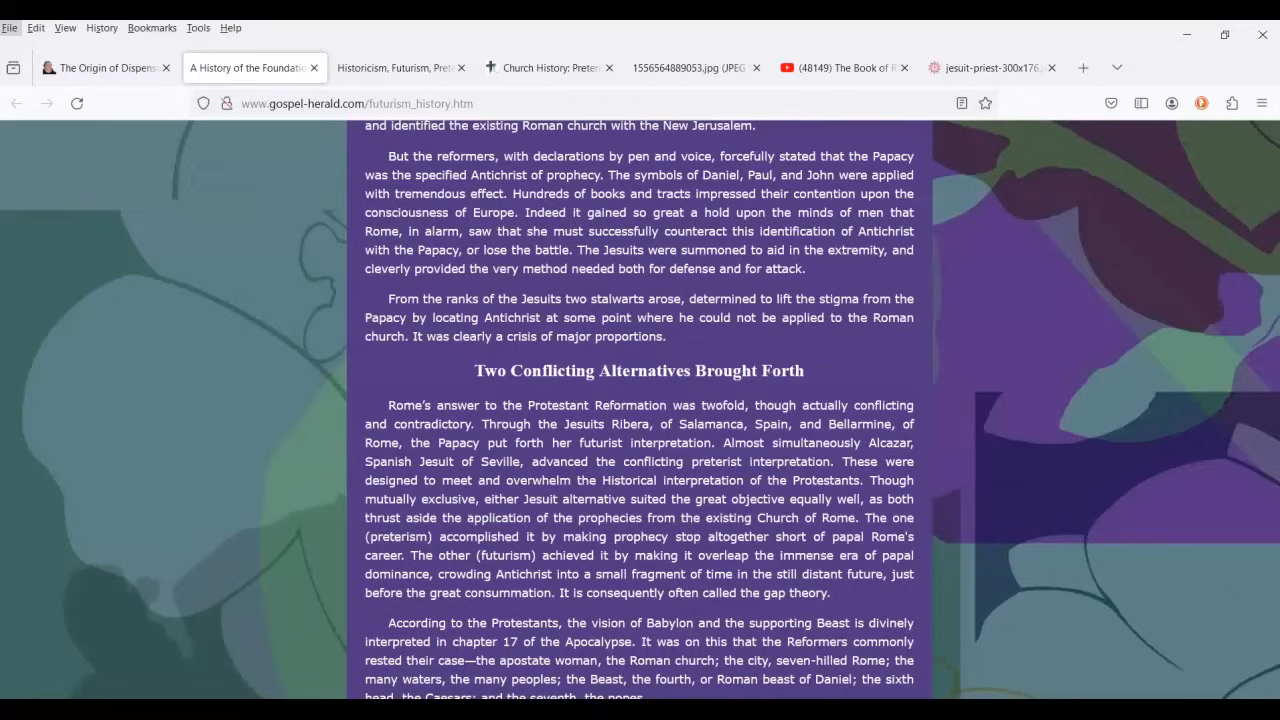 File Edit View History Bookmarks Tools Help
The Origin of Dispens
A History of the Foundatio
Historicism, Futurism, Prete
Church History: Preten
1556564889053.jpg (JPEG
(48149) The Book of R
jesuit-priest-300x176.
www.gospel-herald.com/futurism_history.htm
and identified the existing Roman church with the New Jerusalem.
But the reformers, with declarations by pen and voice, forcefully stated that the Papacy
was the specified Antichrist of prophecy. The symbols of Daniel, Paul, and John were applied
with tremendous effect. Hundreds of books and tracts impressed their contention upon the
consciousness of Europe. Indeed it gained so great a hold upon the minds of men that
Rome, in alarm, saw that she must successfully counteract this identification of Antichrist
with the Papacy, or lose the battle. The Jesuits were summoned to aid in the extremity, and
cleverly provided the very method needed both for defense and for attack.
From the ranks of the Jesuits two stalwarts arose, determined to lift the stigma from the
Papacy by locating Antichrist at some point where he could not be applied to the Roman
church. It was clearly a crisis of major proportions.
Two Conflicting Alternatives Brought Forth
Rome’s answer to the Protestant Reformation was twofold, though actually conflicting
and contradictory. Through the Jesuits Ribera, of Salamanca, Spain, and Bellarmine, of
Rome, the Papacy put forth her futurist interpretation. Almost simultaneously Alcazar,
Spanish Jesuit of Seville, advanced the conflicting preterist interpretation. These were
designed to meet and overwhelm the Historical interpretation of the Protestants. Though
mutually exclusive, either Jesuit alternative suited the great objective equally well, as both
thrust aside the application of the prophecies from the existing Church of Rome. The one
(preterism) accomplished it by making prophecy stop altogether short of papal Rome's
career. The other (futurism) achieved it by making it overleap the immense era of papal
dominance, crowding Antichrist into a small fragment of time in the still distant future, just
before the great consummation. It is consequently often called the gap theory.
According to the Protestants, the vision of Babylon and the supporting Beast is divinely
interpreted in chapter 17 of the Apocalypse. It was on this that the Reformers commonly
rested their case—the apostate woman, the Roman church; the city, seven-hilled Rome; the
many waters, the many peoples; the Beast, the fourth, or Roman beast of Daniel; the sixth
head, the Caesars; and the seventh, the popes.